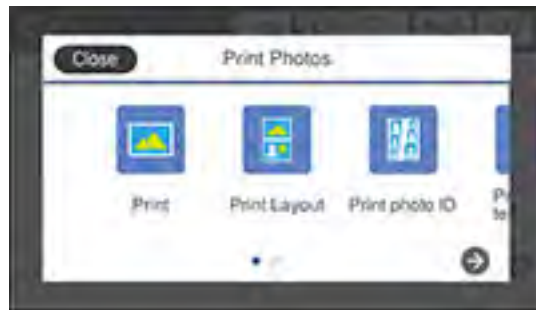 Close
Print Photos
Print
Print Layout
Print photo ID